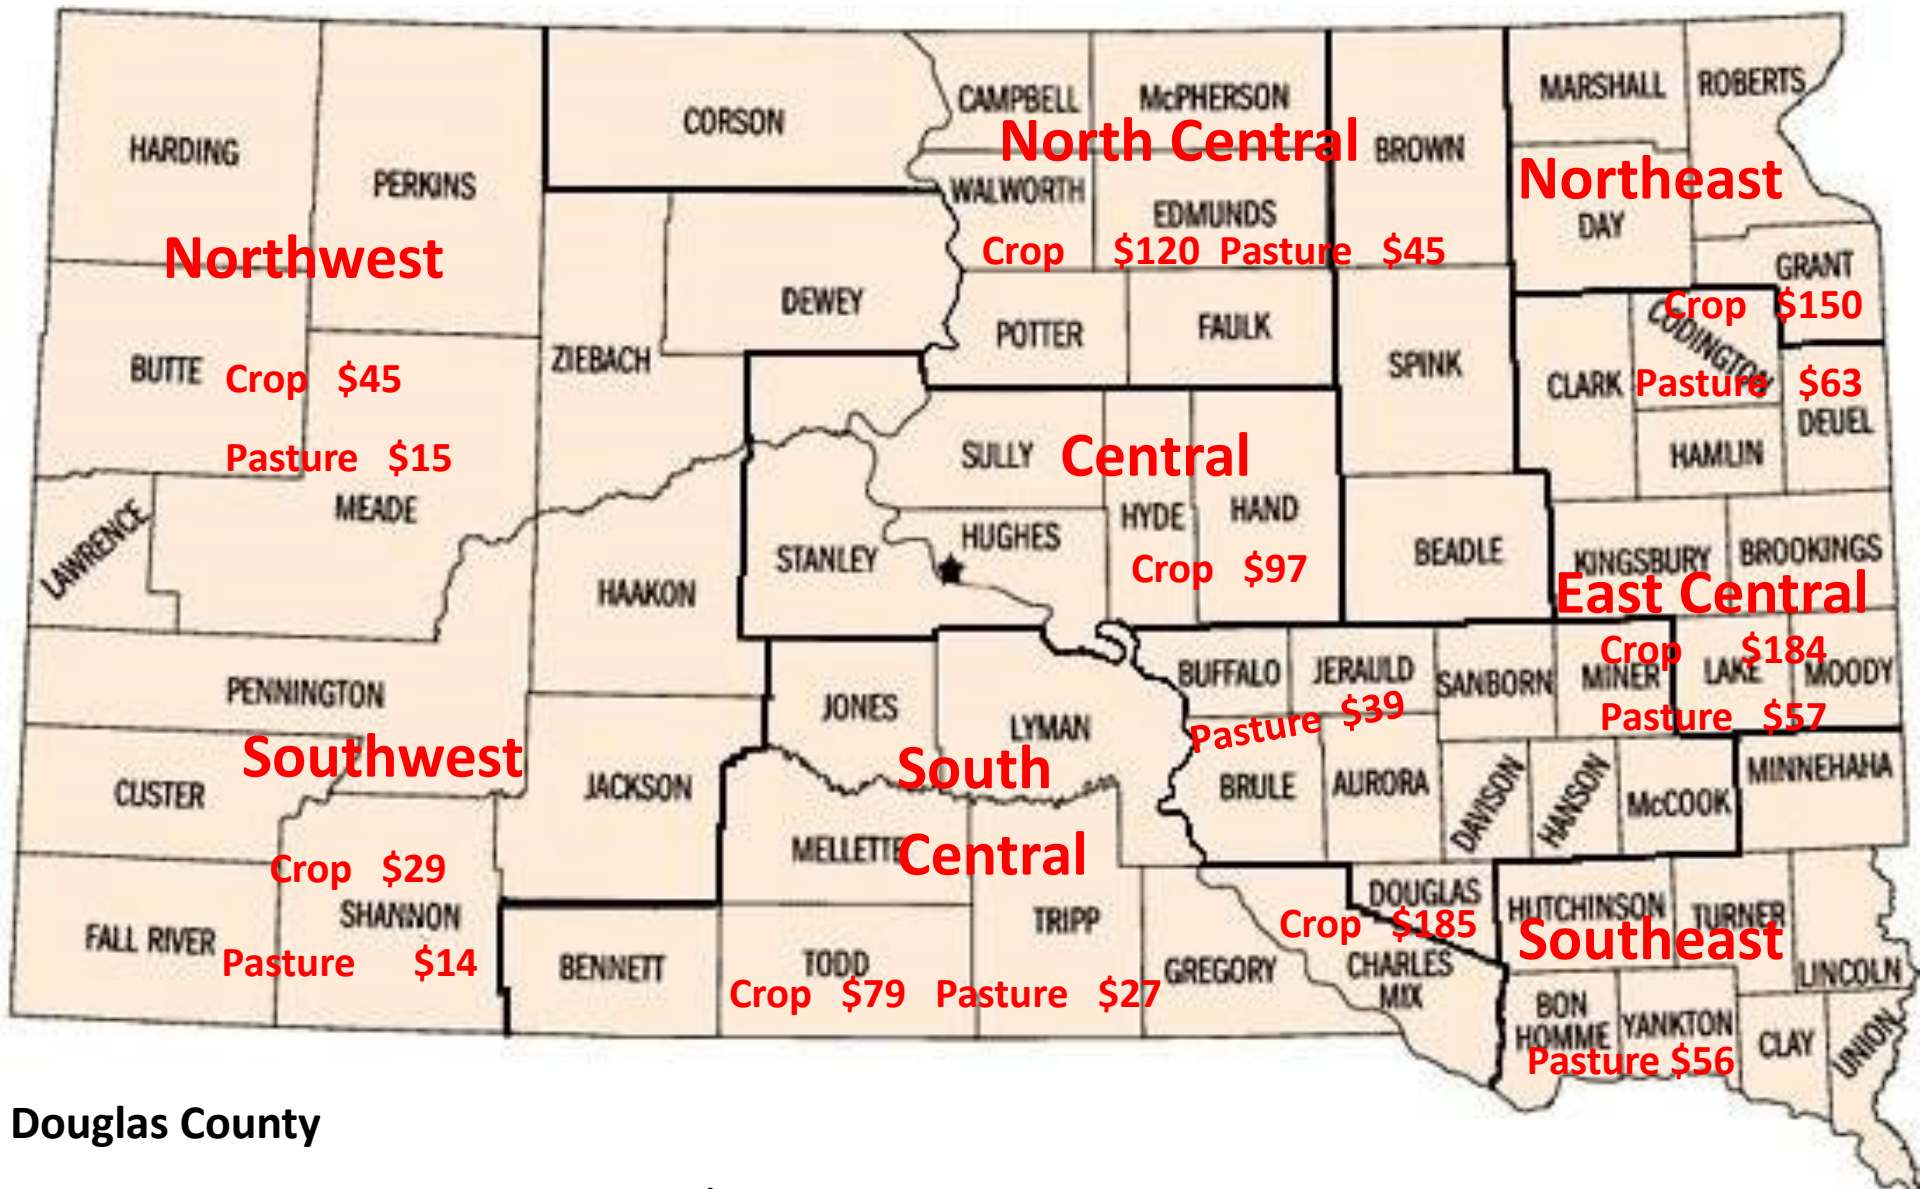 CAMPBELL
McPHERSON
MARSHALL
ROBERTS
CORSON
HARDING
PERKINS
North Central
BROWN
Northeast
WALWORTH
EDMUNDS
DAY
Northwest
Crop $120 Pasture $45
GRANT
DEWEY
Crop $150
CODINGTON
POTTER
FAULK
ZIEBACH
SPINK
BUTTE
Crop $45
CLARK
Pasture $63
DEUEL
Pasture $15
SULLY
Central
HAMLIN
MEADE
HYDE
HAND
LAWRENCE
HUGHES
STANLEY
BEADLE
KINGSBURY
BROOKINGS
Crop $97
HAAKON
East Central
Crop $184
PENNINGTON
BUFFALO
JERAULD
SANBORN
MINER
LAKE
MOODY
JONES
LYMAN
Pasture $39
Pasture $57
Southwest
South
Central
CUSTER
JACKSON
BRULE
AURORA
DAVISON
HANSON
McCOOK
MINNEHAHA
MELLETTE
Crop $29
SHANNON
DOUGLAS
Crop $185
HUTCHINSON
TURNER
Southeast
FALL RIVER
Pasture $14
BENNETT
TODD
TRIPP
GREGORY
CHARLES
MIX
LINCOLN
Crop $79 Pasture $27
BON
HOMME
YANKTON
CLAY
UNION
Pasture $56
Douglas County